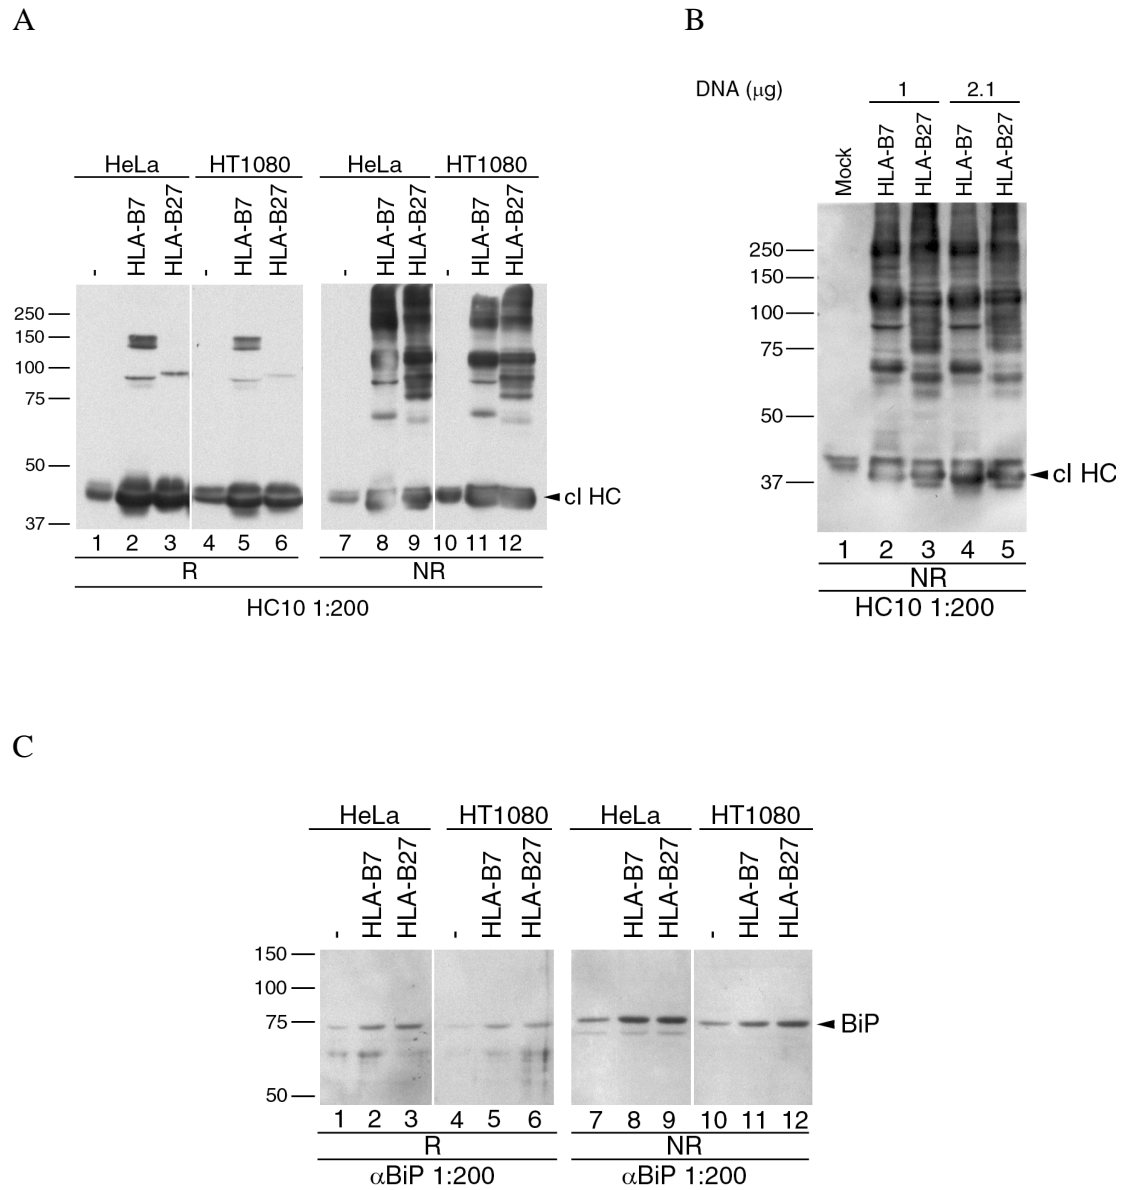 A
HeLa HT1080 HeLa HT1080
- HLA-B7 HLA-B27 - HLA-B7 HLA-B27 - HLA-B7 HLA-B27 - HLA-B7 HLA-B27
250
150
100
75
50
37
cl HC
1 2 3 4 5 6 7 8 9 10 11 12
R NR
HC10 1:200
B
DNA (µg) 1 2.1
Mock HLA-B7 HLA-B27 HLA-B7 HLA-B27
250
150
100
75
50
37
cl HC
1 2 3 4 5
NR
HC10 1:200
C
HeLa HT1080 HeLa HT1080
- HLA-B7 HLA-B27 - HLA-B7 HLA-B27 HLA-B7 HLA-B27 - HLA-B7 HLA-B27
150
100
75
50
BiP
1 2 3 4 5 6 7 8 9 10 11 12
R NR
αBiP 1:200 αBiP 1:200